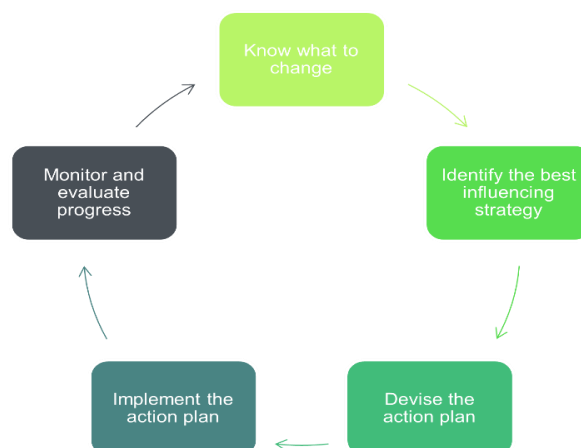 Know what to
change
Identify the best
influencing
strategy
Devise the
action plan
Implement the
action plan
Monitor and
evaluate
progress